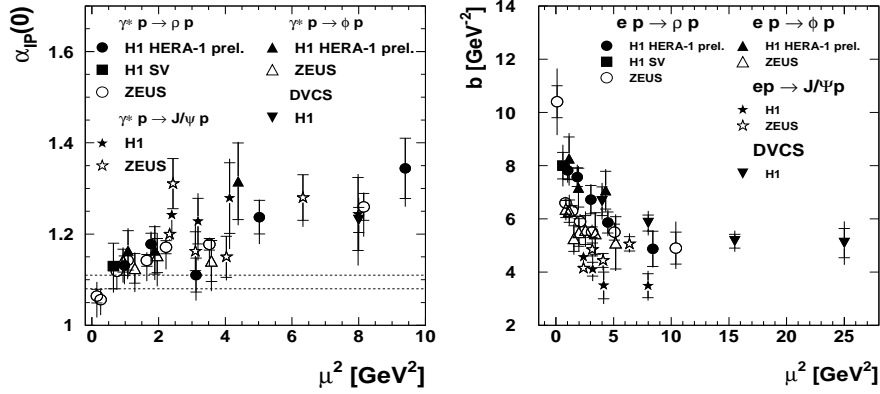 α_IP(0)
γ* p → ρ p
H1 HERA-1 prel.
H1 SV
ZEUS
γ* p → J/ψ p
H1
ZEUS
γ* p → φ p
H1 HERA-1 prel.
ZEUS
DVCS
H1
1.6
1.4
1.2
1
0 2 4 6 8 10
μ² [GeV²]
b [GeV⁻²]
e p → ρ p
H1 HERA-1 prel.
H1 SV
ZEUS
e p → φ p
H1 HERA-1 prel.
ZEUS
ep → J/Ψp
H1
ZEUS
DVCS
H1
14
12
10
8
6
4
2
0 5 10 15 20 25
μ² [GeV²]